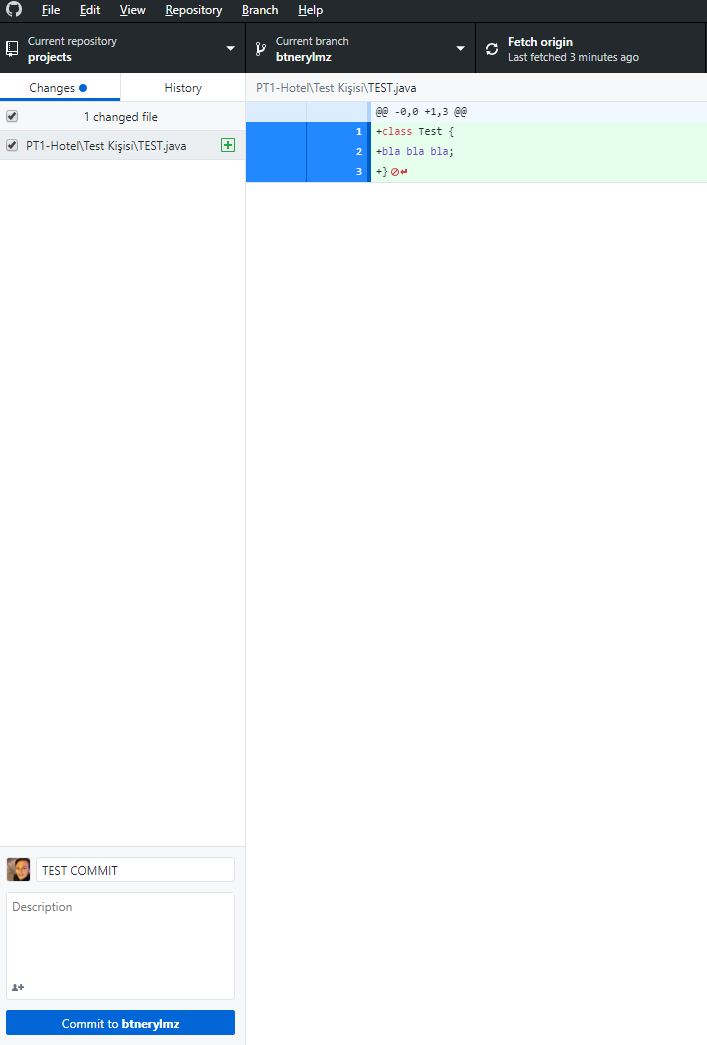 File Edit View Repository Branch Help
Current repository
projects
Current branch
btnerylmz
Fetch origin
Last fetched 3 minutes ago
Changes
History
1 changed file
PT1-Hotel\Test Kişisi\TEST.java
PT1-Hotel\Test Kişisi\TEST.java
@@ -0,0 +1,3 @@
1 +class Test {
2 +bla bla bla;
3 +}
TEST COMMIT
Description
Commit to btnerylmz